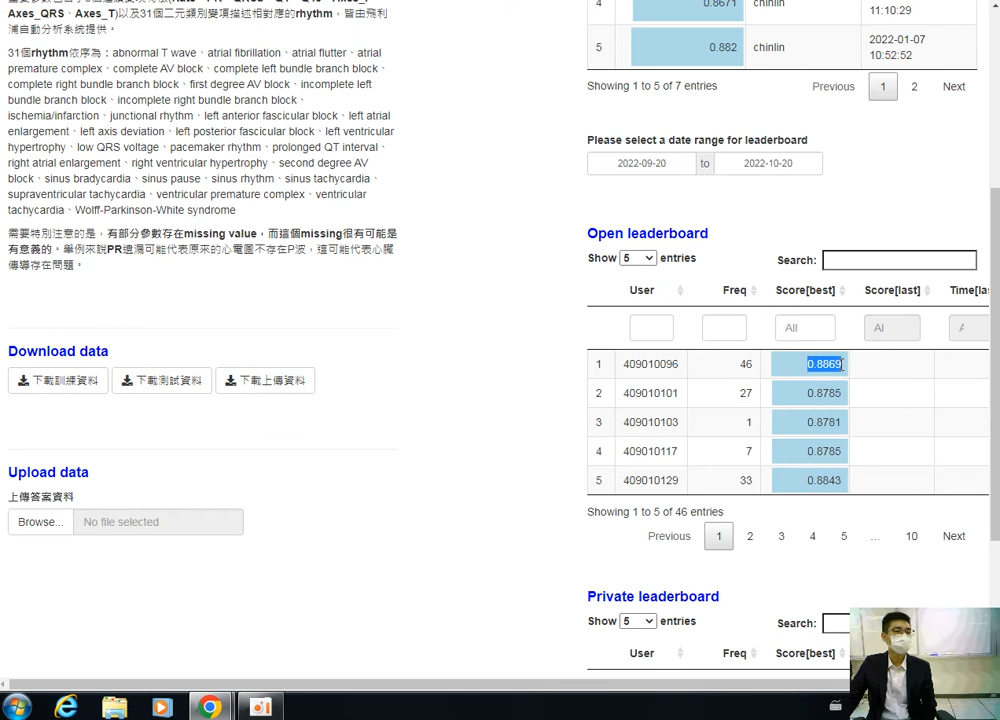 Axes_QRS、Axes_T)以及31個二元類別變項描述相對應的rhythm，皆由飛利
浦自動分析系統提供。
31個rhythm依序為：abnormal T wave、atrial fibrillation、atrial flutter、atrial
premature complex、complete AV block、complete left bundle branch block、
complete right bundle branch block、first degree AV block、incomplete left
bundle branch block、incomplete right bundle branch block、
ischemia/infarction、junctional rhythm、left anterior fascicular block、left atrial
enlargement、left axis deviation、left posterior fascicular block、left ventricular
hypertrophy、low QRS voltage、pacemaker rhythm、prolonged QT interval、
right atrial enlargement、right ventricular hypertrophy、second degree AV
block、sinus bradycardia、sinus pause、sinus rhythm、sinus tachycardia、
supraventricular tachycardia、ventricular premature complex、ventricular
tachycardia、Wolff-Parkinson-White syndrome
需要特別注意的是，有部分參數存在missing value，而這個missing很有可能是
有意義的。舉例來說PR遺漏可能代表原來的心電圖不存在P波，這可能代表心臟
傳導存在問題。
Download data
下載訓練資料 下載測試資料 下載上傳資料
Upload data
上傳答案資料
Browse... No file selected
4 0.8671 chinlin 11:10:29
5 0.882 chinlin 2022-01-07
10:52:52
Showing 1 to 5 of 7 entries Previous 1 2 Next
Please select a date range for leaderboard
2022-09-20 to 2022-10-20
Open leaderboard
Show 5 entries Search:
User Freq Score[best] Score[last] Time[las
All Al A
1 409010096 46 0.8869
2 409010101 27 0.8785
3 409010103 1 0.8781
4 409010117 7 0.8785
5 409010129 33 0.8843
Showing 1 to 5 of 46 entries
Previous 1 2 3 4 5 … 10 Next
Private leaderboard
Show 5 entries Search:
User Freq Score[best]